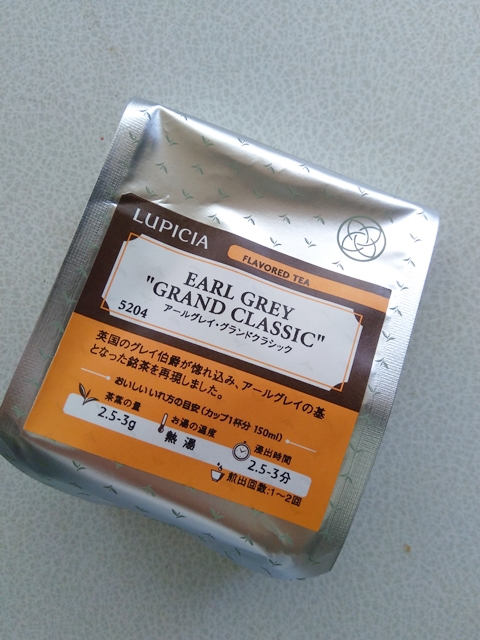 LUPICIA
FLAVORED TEA
EARL GREY
"GRAND CLASSIC"
5204
アールグレイ・グランドクラシック
英国のグレイ伯爵が惚れ込み、アールグレイの基
となった銘茶を再現しました。
おいしいいれ方の目安（カップ1杯分 150ml）
茶葉の量
2.5-3g
お湯の温度
熱湯
浸出時間
2.5-3分
煎出回数:1〜2回